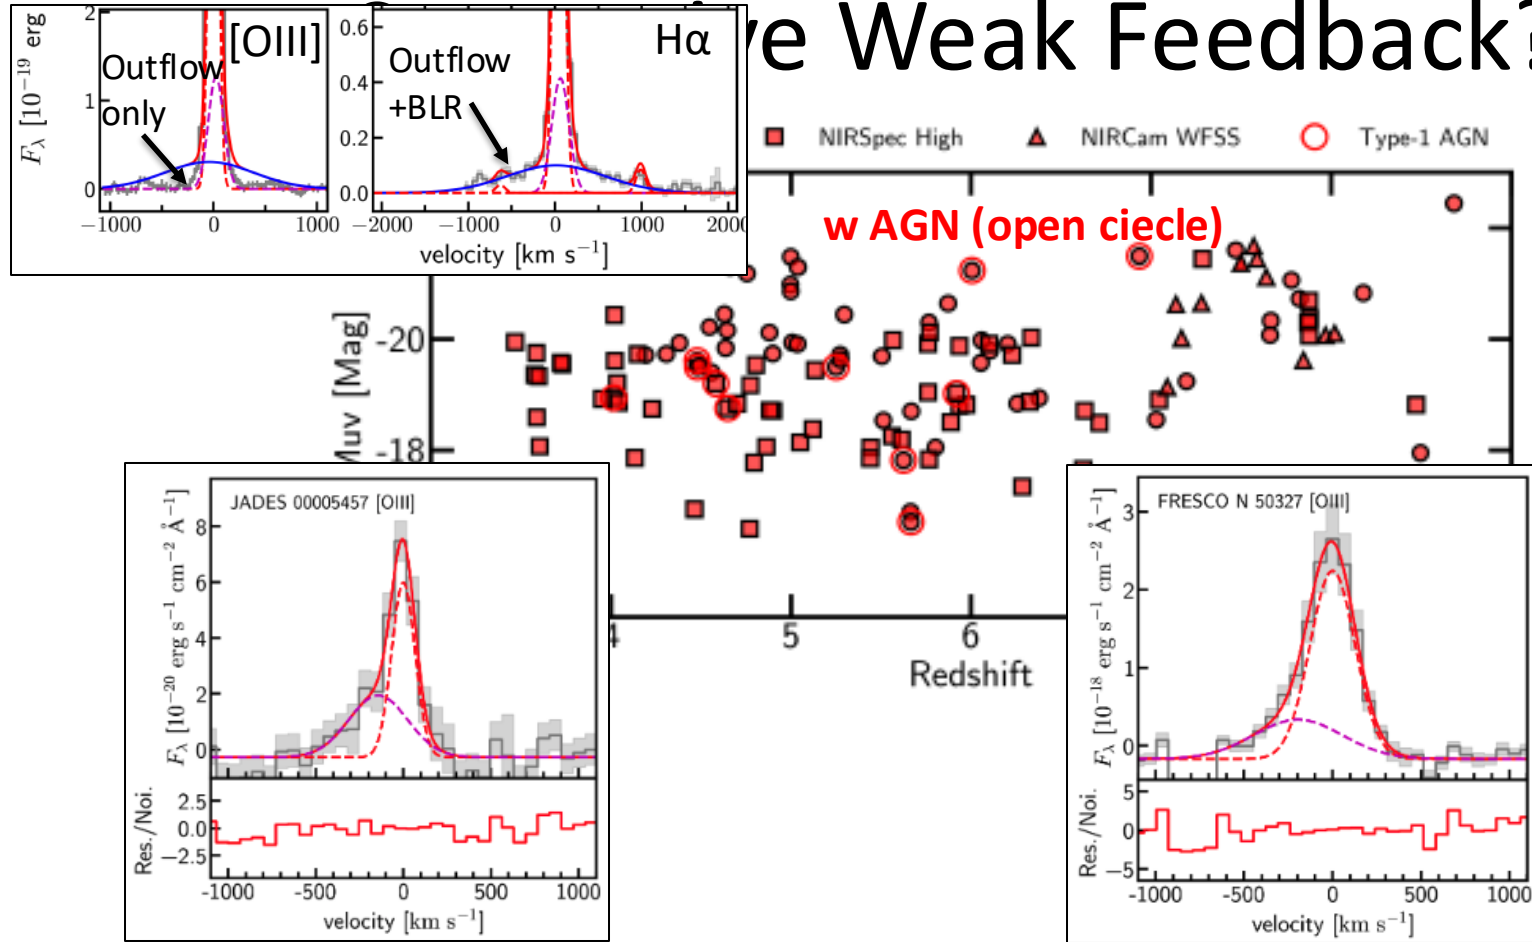 ve Weak Feedback?
[OIII]
Outflow
only
Hα
Outflow
+BLR
2
1
0
F_λ [10^−19 erg
−1000 0 1000
0.6
0.4
0.2
0.0
−2000 −1000 0 1000 2000
velocity [km s^−1]
NIRSpec High NIRCam WFSS Type-1 AGN
w AGN (open ciecle)
Muv [Mag]
-20
-18
4 5 6
Redshift
JADES 00005457 [OIII]
F_λ [10^−20 erg s^−1 cm^−2 Å^−1]
8
6
4
2
0
Res./Noi.
2.5
0.0
−2.5
-1000 -500 0 500 1000
velocity [km s^−1]
FRESCO N 50327 [OIII]
F_λ [10^−18 erg s^−1 cm^−2 Å^−1]
3
2
1
0
Res./Noi.
5
0
−5
-1000 -500 0 500 1000
velocity [km s^−1]